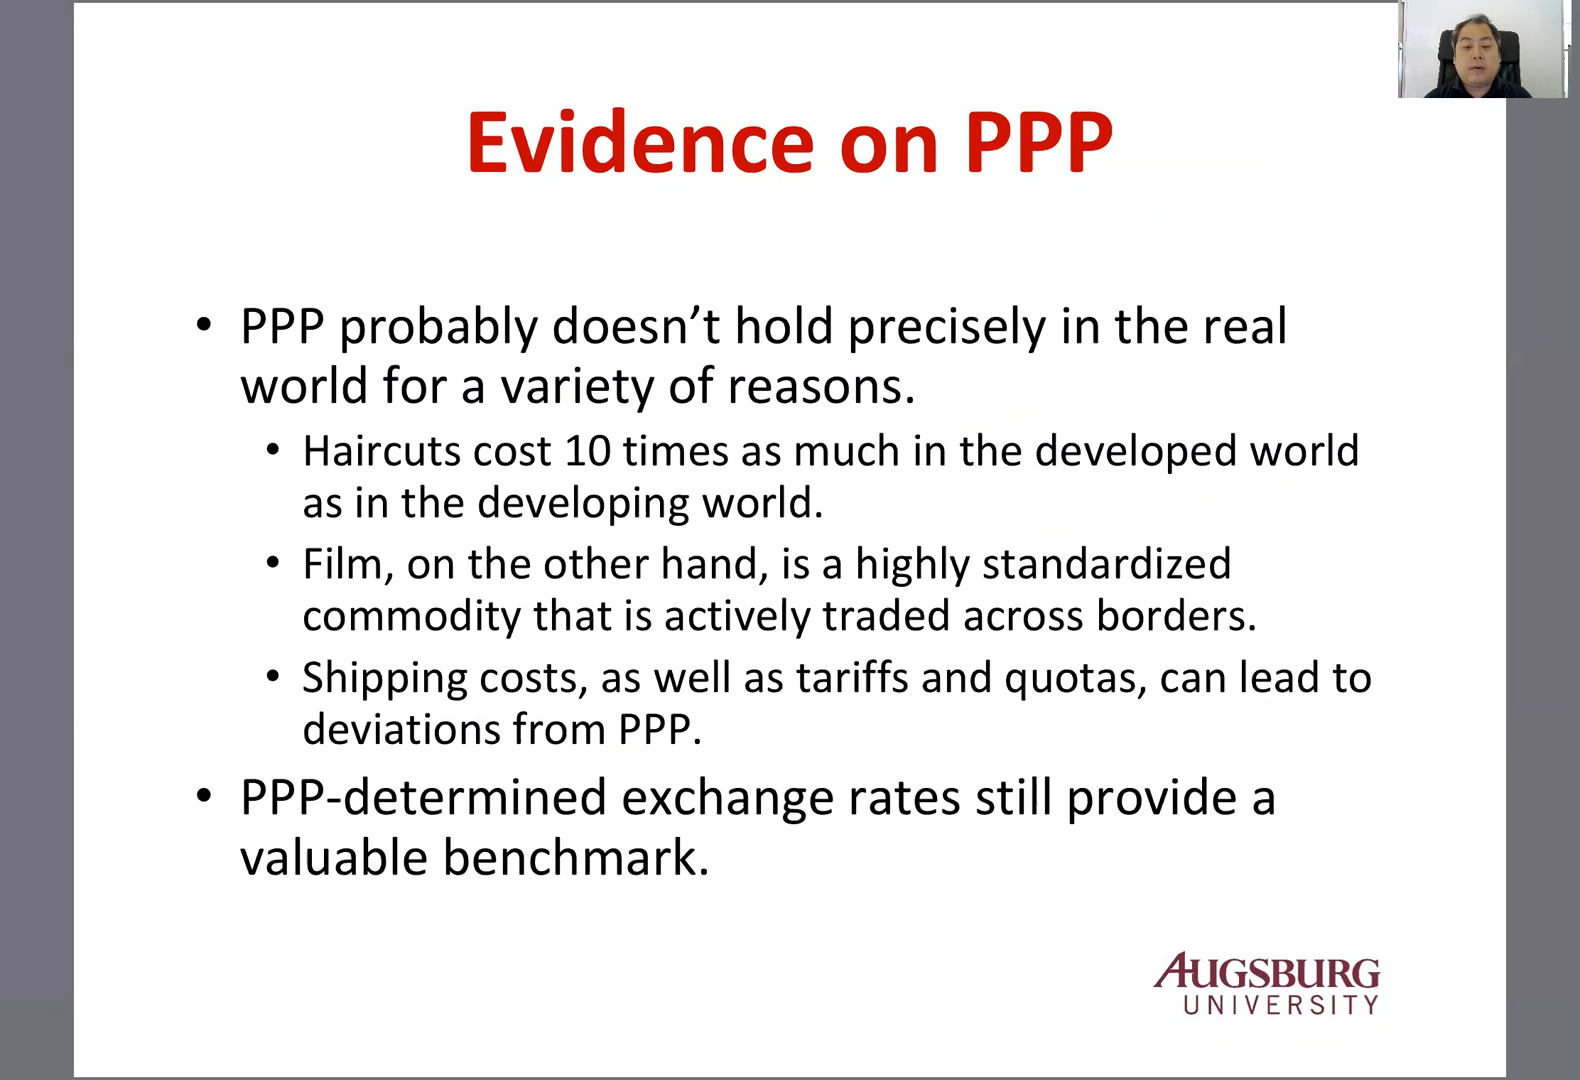 Evidence on PPP
• PPP probably doesn’t hold precisely in the real
world for a variety of reasons.
• Haircuts cost 10 times as much in the developed world
as in the developing world.
• Film, on the other hand, is a highly standardized
commodity that is actively traded across borders.
• Shipping costs, as well as tariffs and quotas, can lead to
deviations from PPP.
• PPP-determined exchange rates still provide a
valuable benchmark.
AUGSBURG
UNIVERSITY